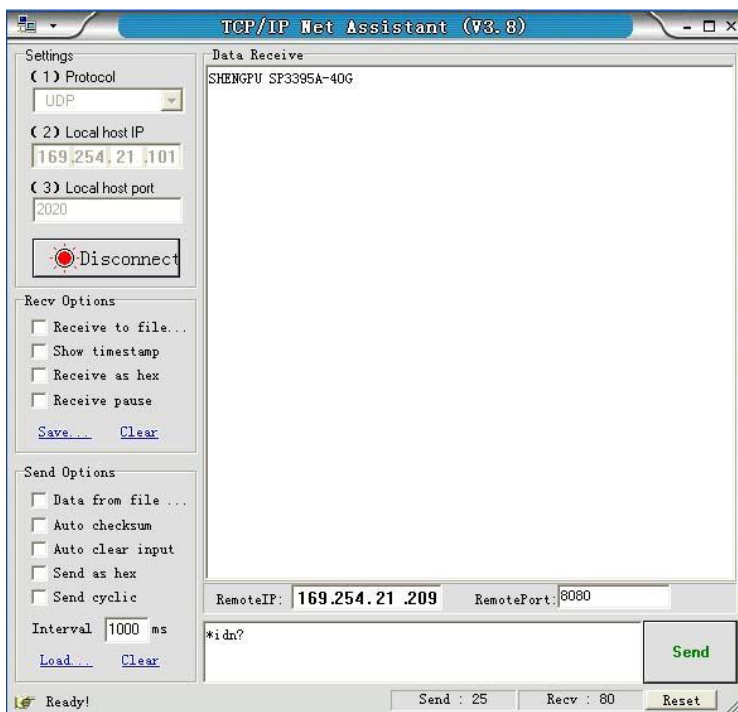 TCP/IP Net Assistant (V3.8)
Settings
(1) Protocol
UDP
(2) Local host IP
169.254.21.101
(3) Local host port
2020
Disconnect
Recv Options
Receive to file...
Show timestamp
Receive as hex
Receive pause
Save... Clear
Send Options
Data from file ...
Auto checksum
Auto clear input
Send as hex
Send cyclic
Interval 1000 ms
Load... Clear
Data Receive
SHENGPU SP3395A-40G
RemoteIP: 169.254.21.209 RemotePort: 8080
*idn?
Send
Ready! Send : 25 Recv : 80 Reset